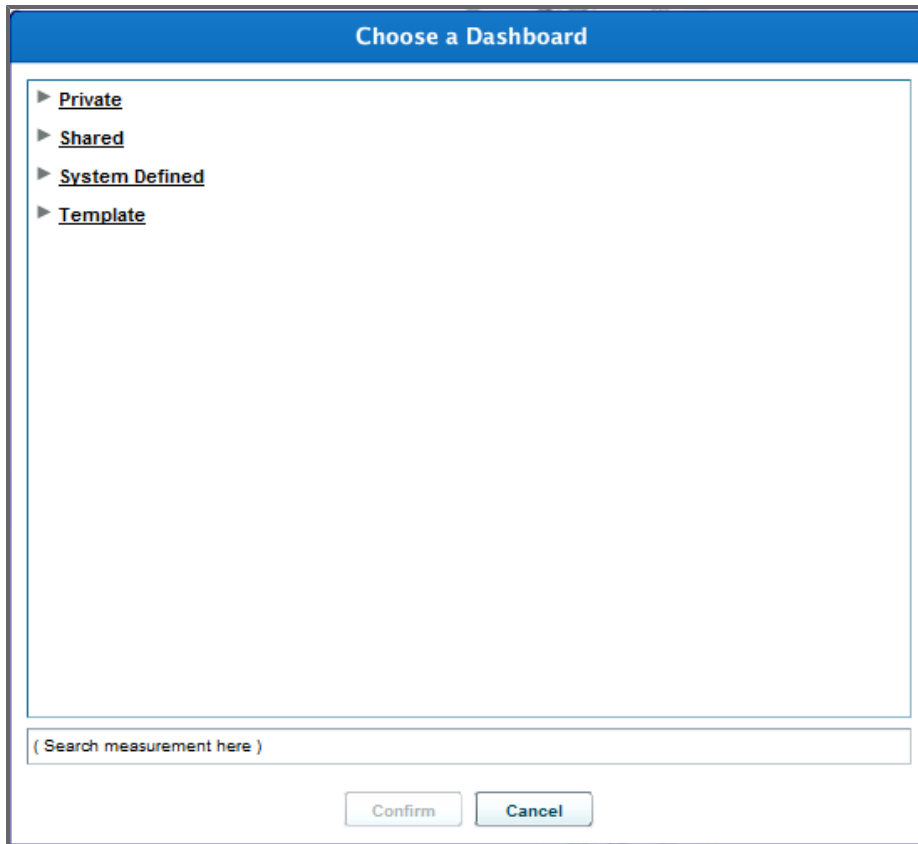 Choose a Dashboard
Private
Shared
System Defined
Template
( Search measurement here )
Confirm
Cancel